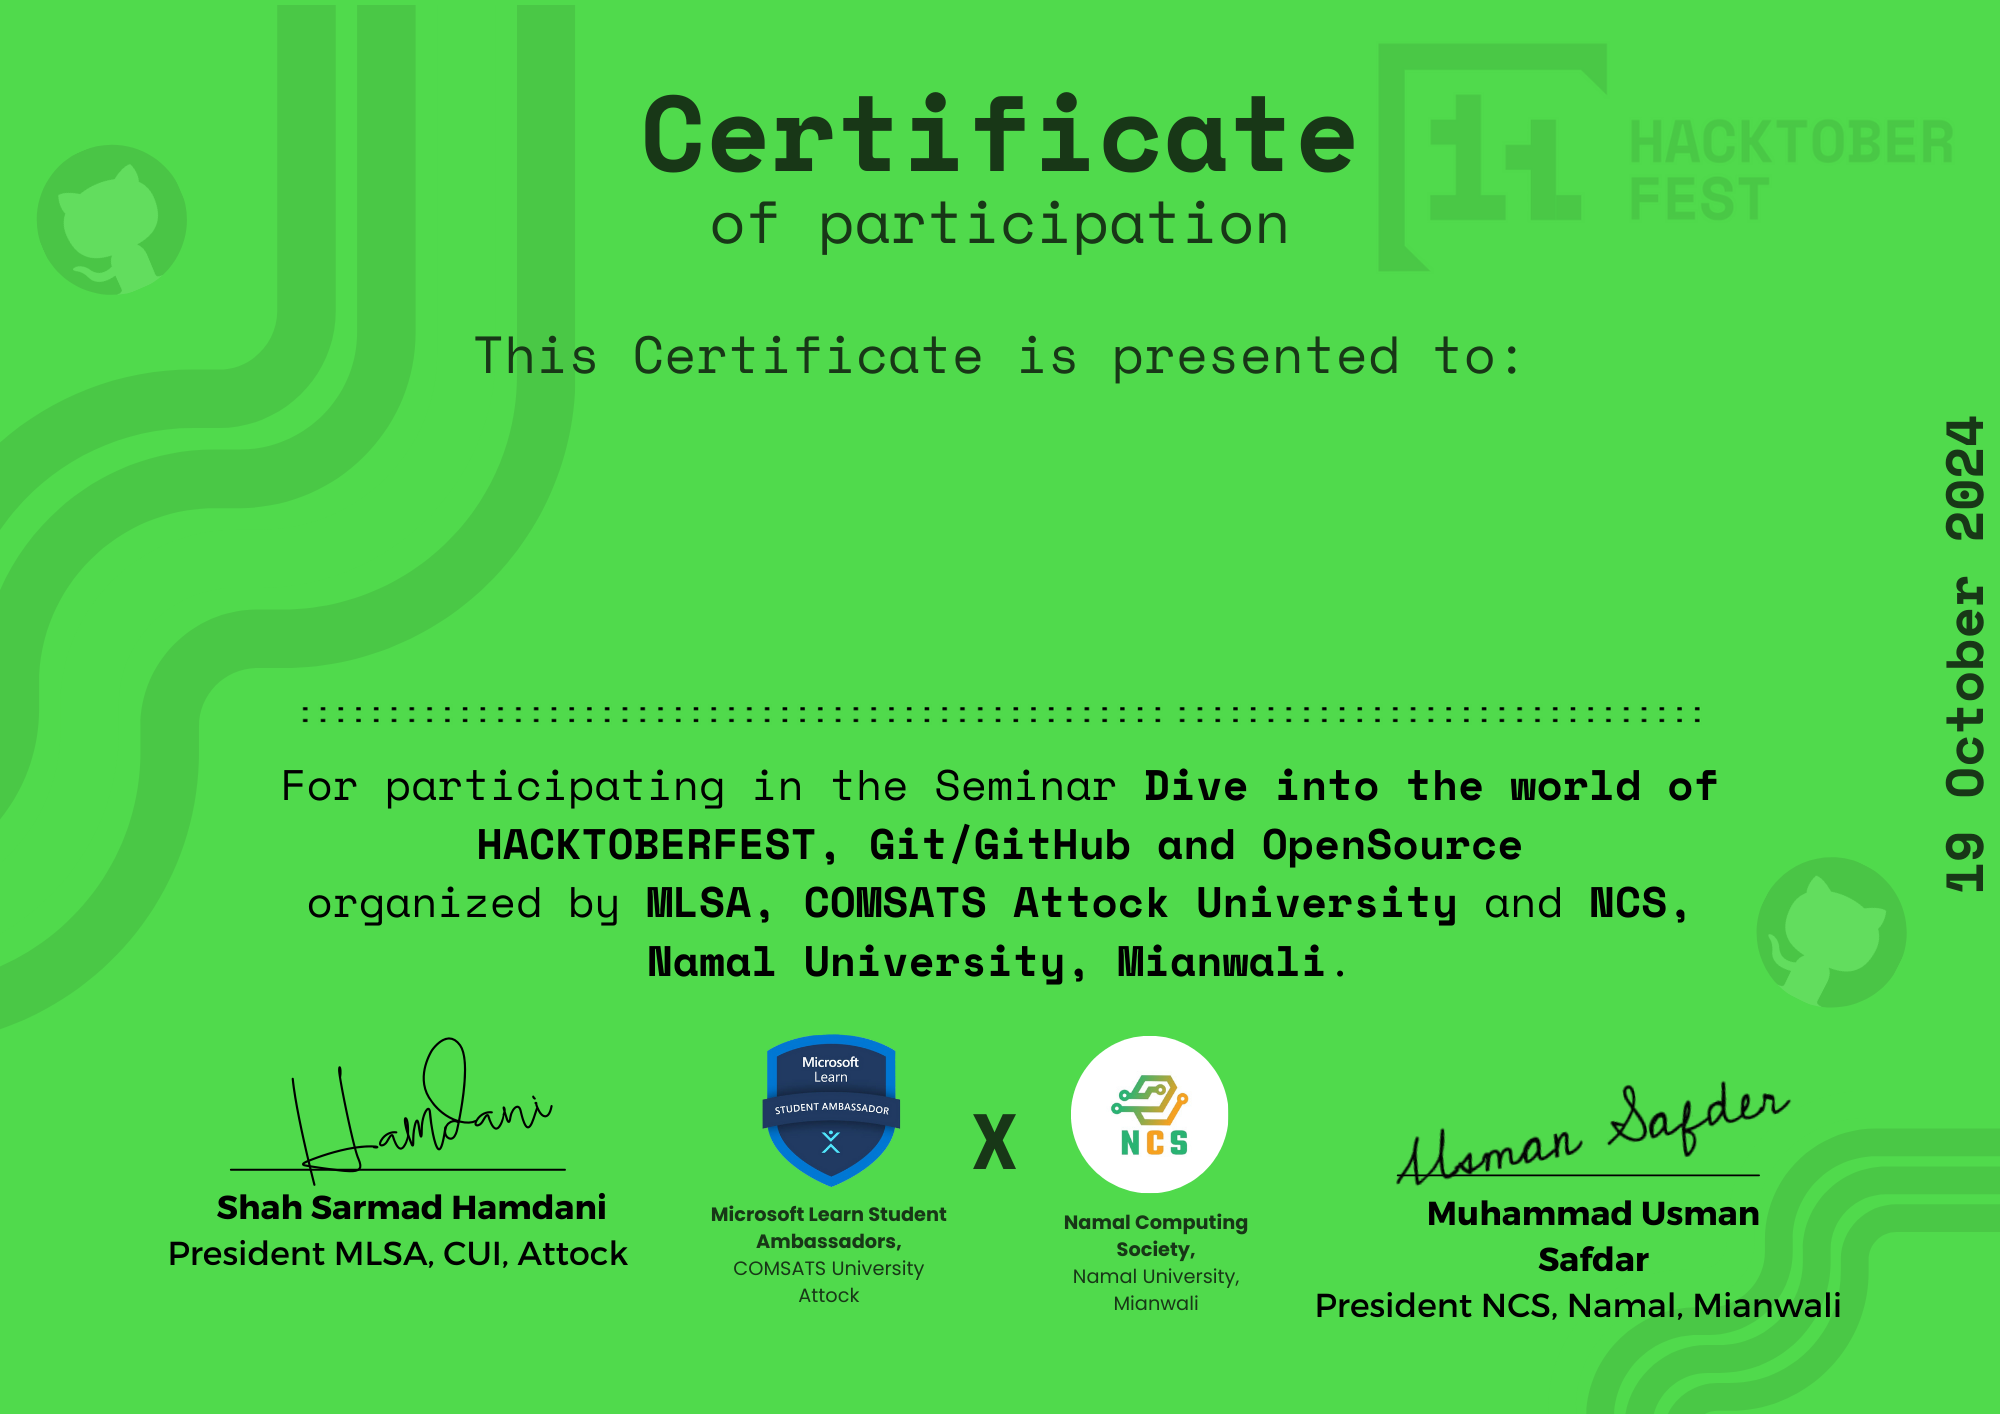 Certificate
of participation
HACKTOBER
FEST
This Certificate is presented to:
19 October 2024
For participating in the Seminar Dive into the world of
HACKTOBERFEST, Git/GitHub and OpenSource
organized by MLSA, COMSATS Attock University and NCS,
Namal University, Mianwali.
Hamdani
Shah Sarmad Hamdani
President MLSA, CUI, Attock
Microsoft
Learn
STUDENT AMBASSADOR
Microsoft Learn Student
Ambassadors,
COMSATS University
Attock
X
NCS
Namal Computing
Society,
Namal University,
Mianwali
Usman Safder
Muhammad Usman
Safdar
President NCS, Namal, Mianwali